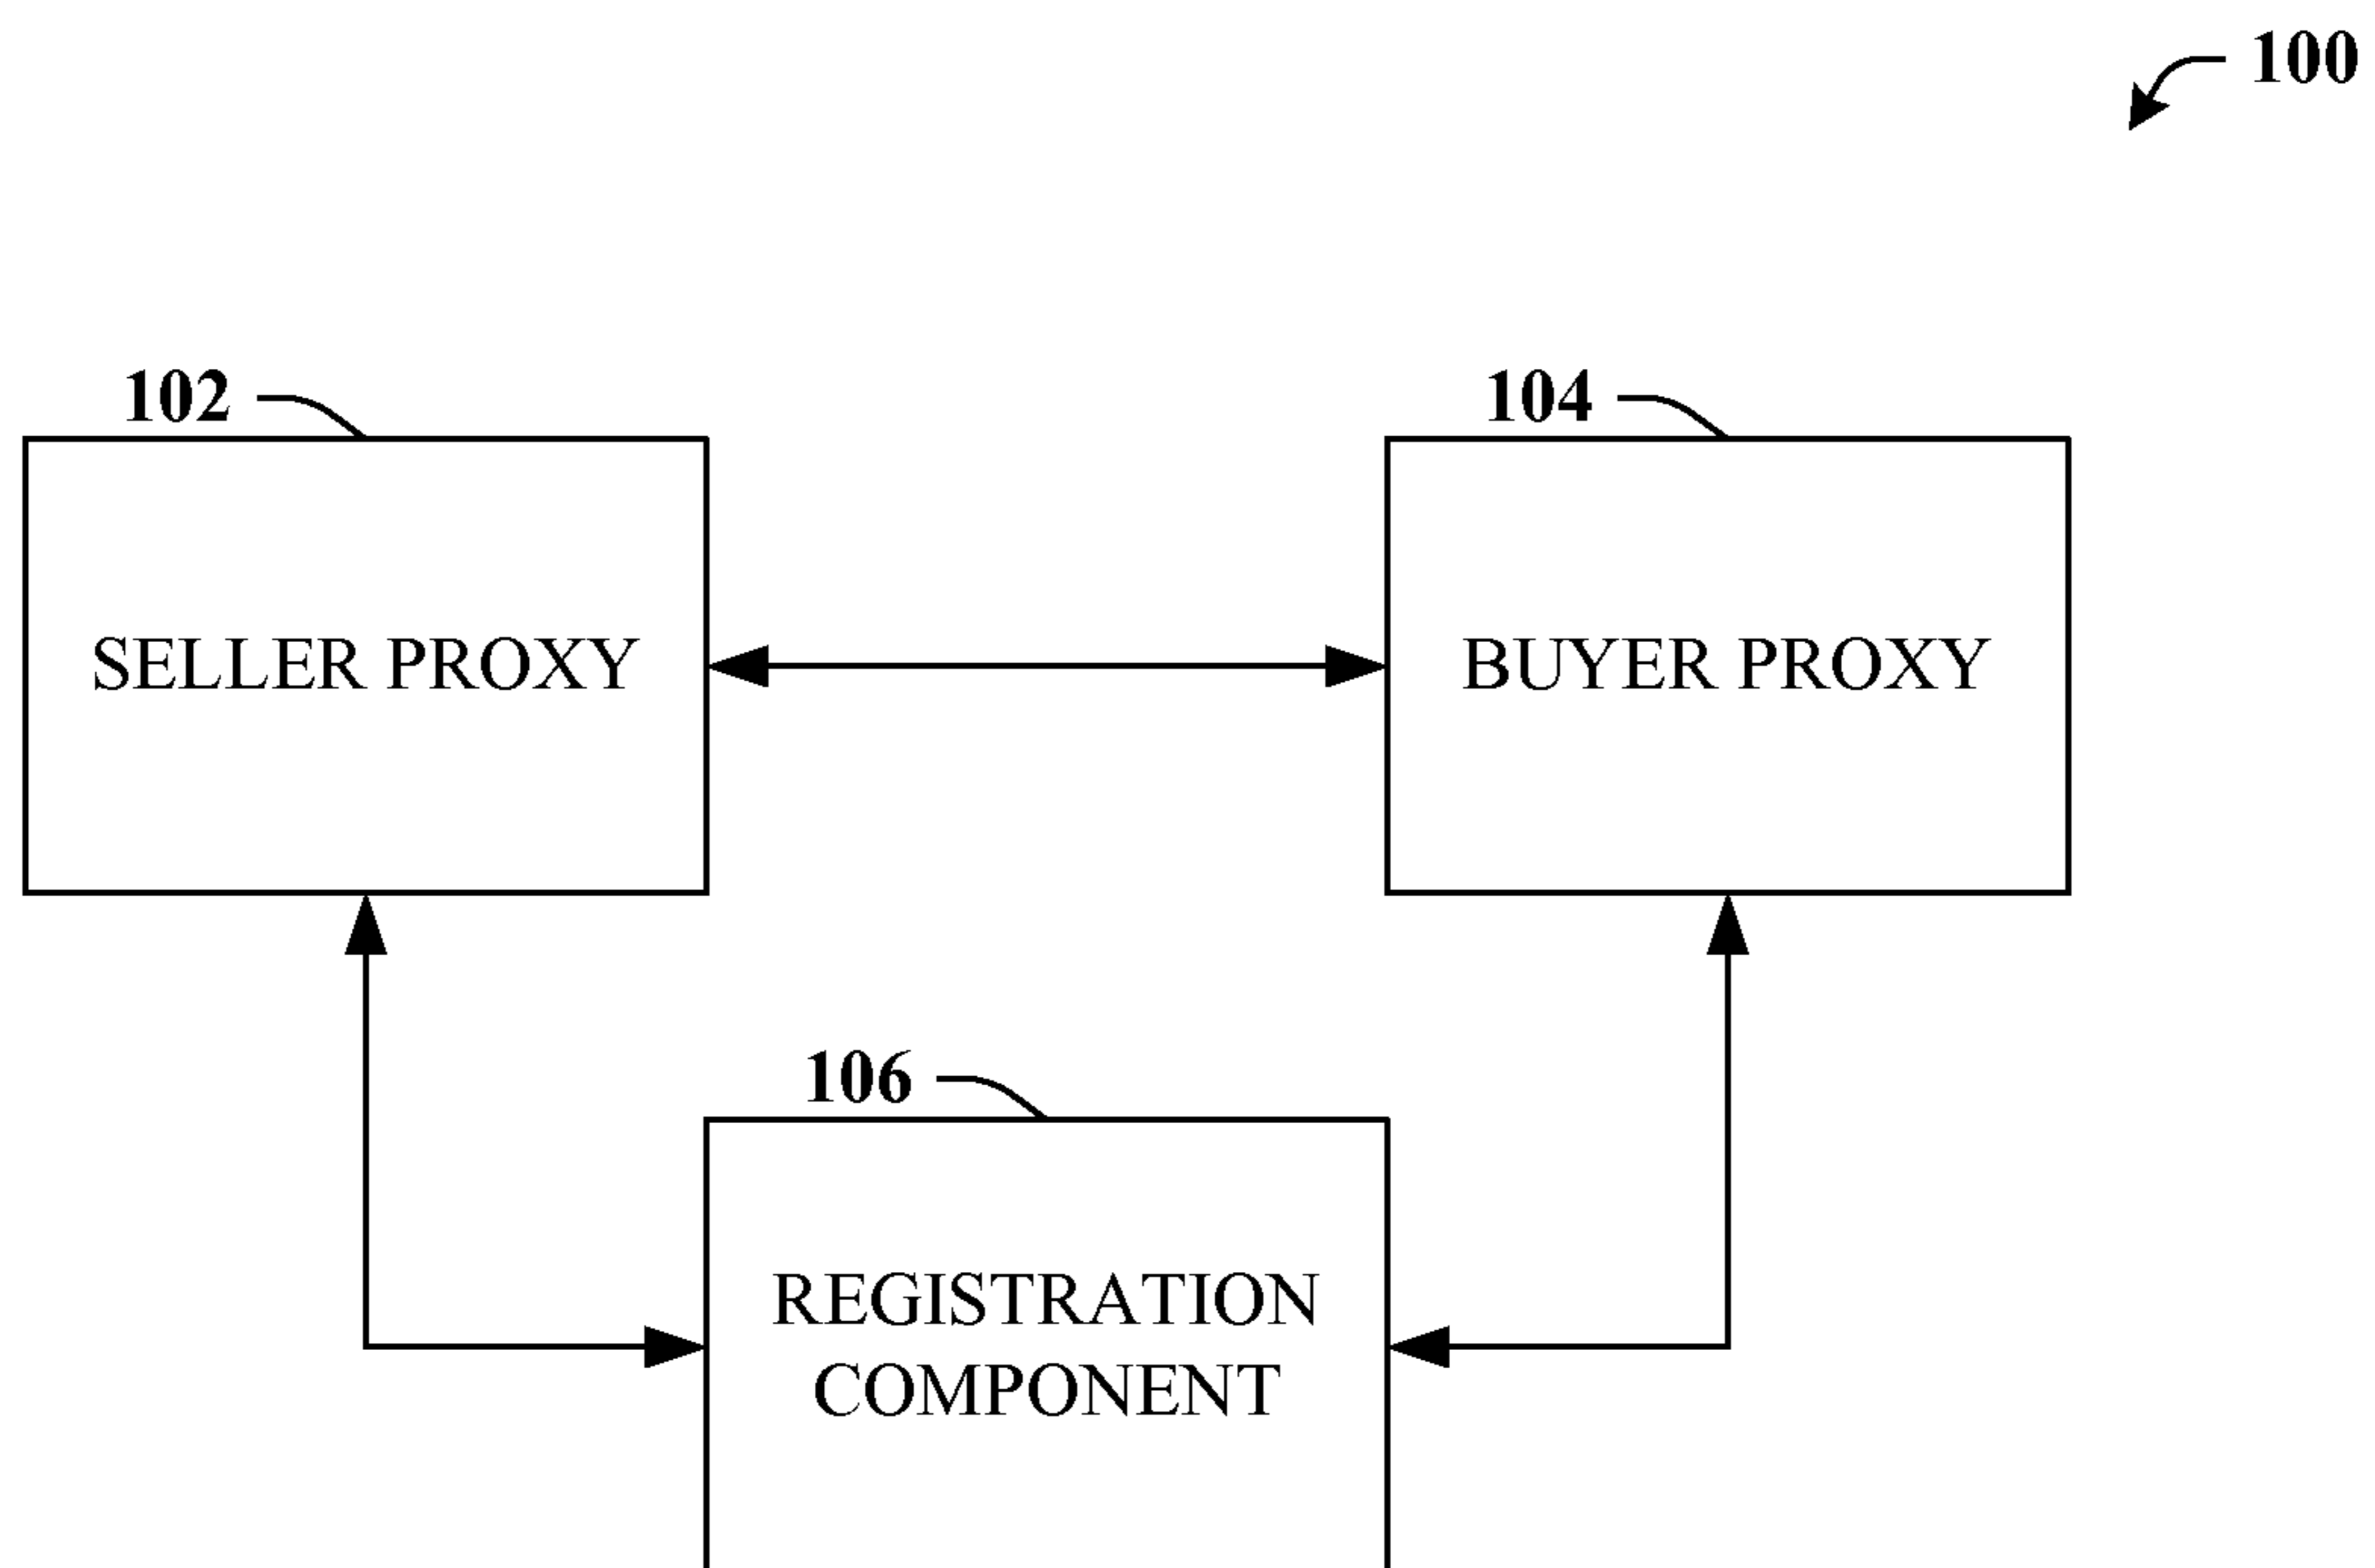 100
102
104
SELLER PROXY
BUYER PROXY
106
REGISTRATION
COMPONENT